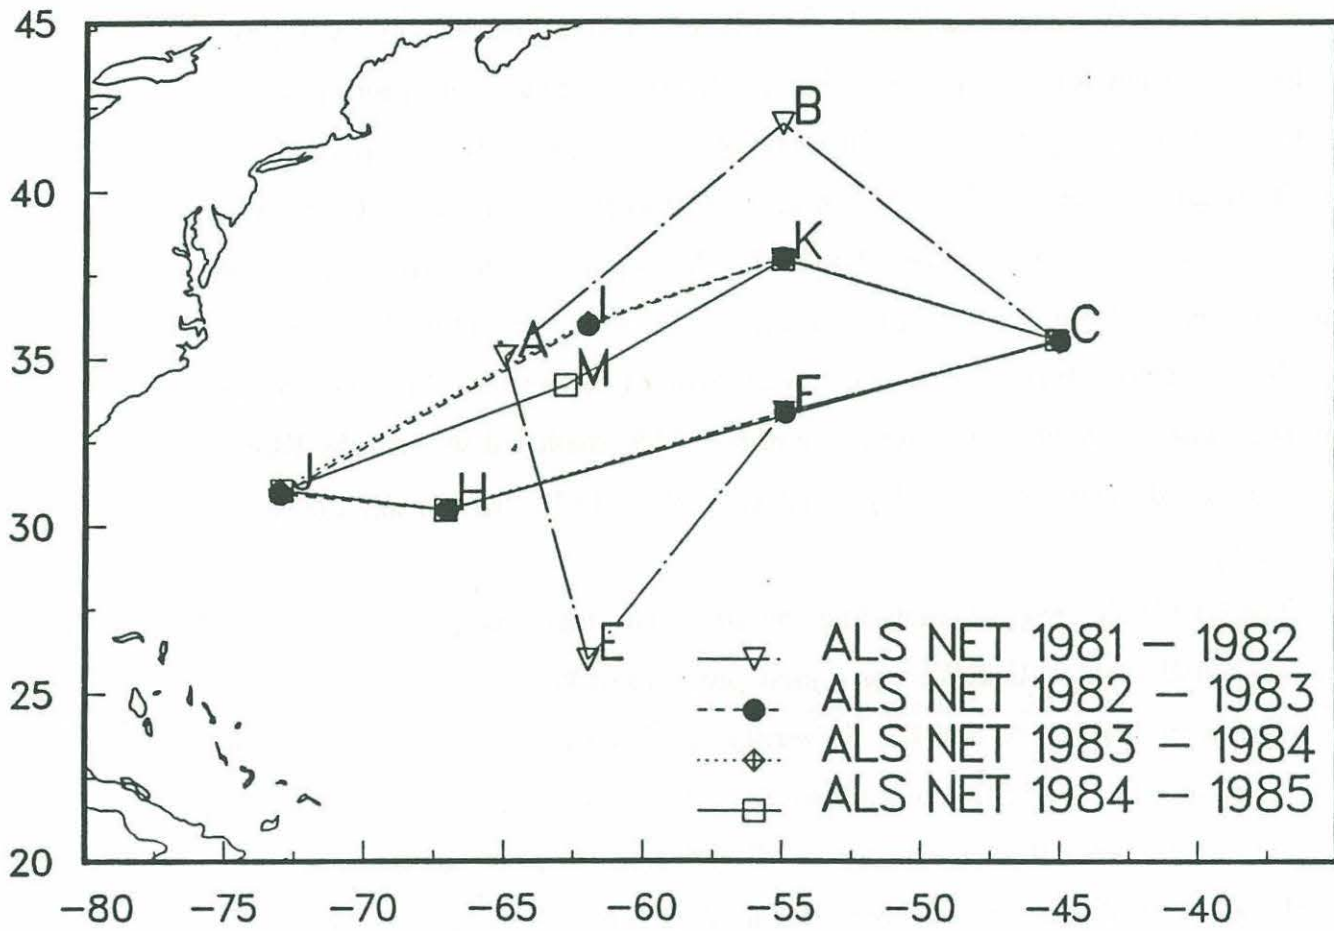 45
B
40
K
I
C
A
35
M
F
J
H
30
E
ALS NET 1981 – 1982
25
ALS NET 1982 – 1983
ALS NET 1983 – 1984
ALS NET 1984 – 1985
20
−80 −75 −70 −65 −60 −55 −50 −45 −40